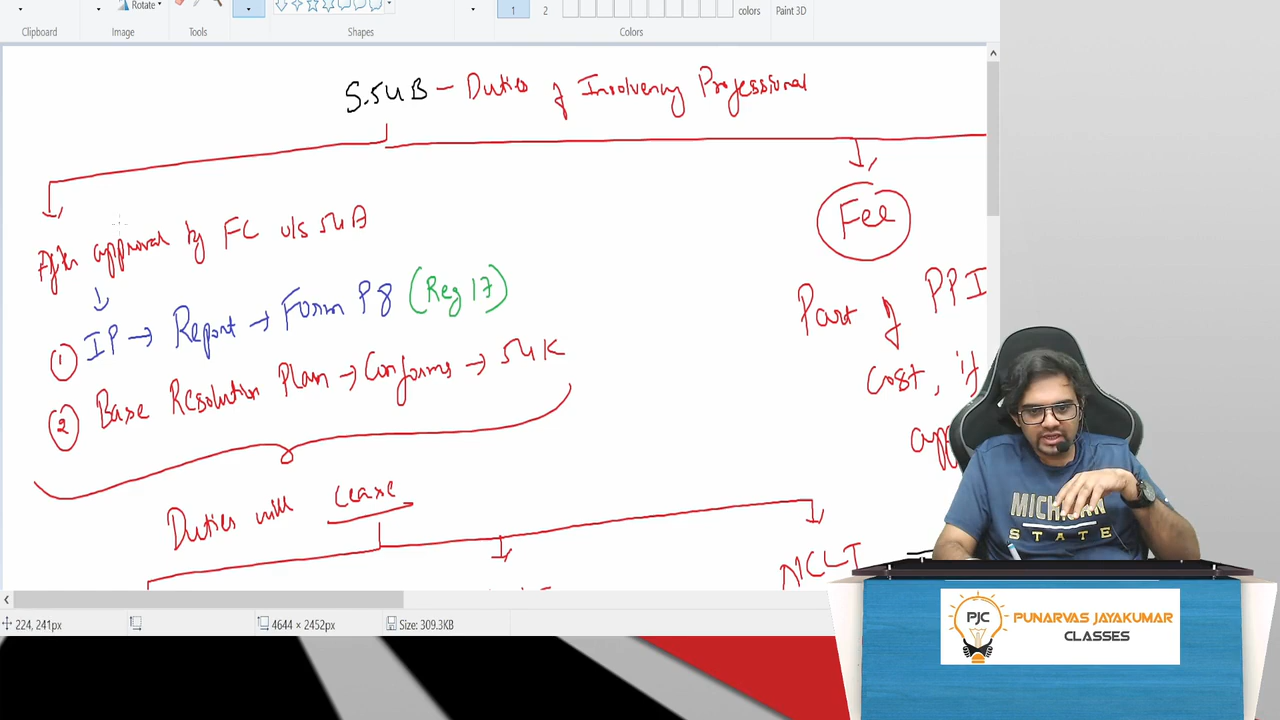 Rotate
Clipboard
Image
Tools
Shapes
1
2
colors
Colors
Paint 3D
S.54B - Duties of Insolvency Professional
After approval by FC u/s 54A
Fee
① IP → Report → Form P8 (Reg 17)
Part of PPI
② Base Resolution Plan → Conforms → 54K
cost, if
app
Duties will cease
NCLT
MICHIGAN
STATE
PJC
PUNARVAS JAYAKUMAR
CLASSES
224, 241px
4644 × 2452px
Size: 309.3KB